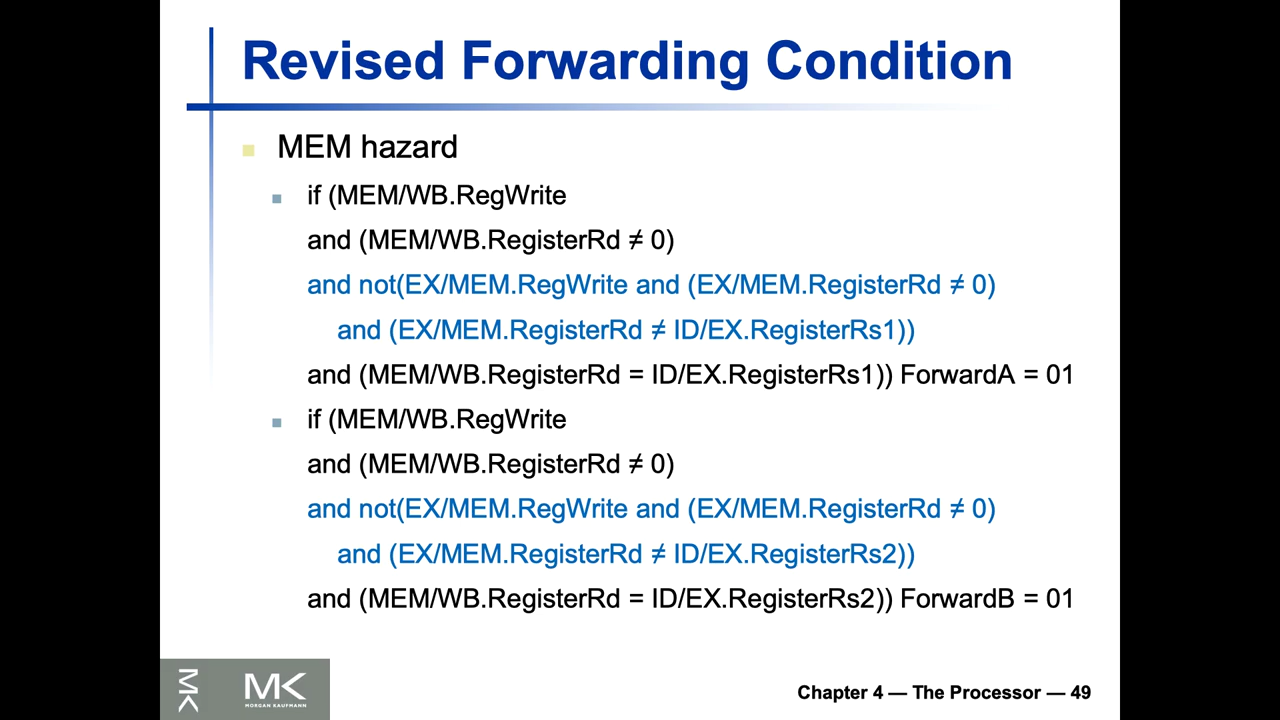 Revised Forwarding Condition
MEM hazard
if (MEM/WB.RegWrite
and (MEM/WB.RegisterRd ≠ 0)
and not(EX/MEM.RegWrite and (EX/MEM.RegisterRd ≠ 0)
and (EX/MEM.RegisterRd ≠ ID/EX.RegisterRs1))
and (MEM/WB.RegisterRd = ID/EX.RegisterRs1)) ForwardA = 01
if (MEM/WB.RegWrite
and (MEM/WB.RegisterRd ≠ 0)
and not(EX/MEM.RegWrite and (EX/MEM.RegisterRd ≠ 0)
and (EX/MEM.RegisterRd ≠ ID/EX.RegisterRs2))
and (MEM/WB.RegisterRd = ID/EX.RegisterRs2)) ForwardB = 01
MK
MK
MORGAN KAUFMANN
Chapter 4 — The Processor — 49